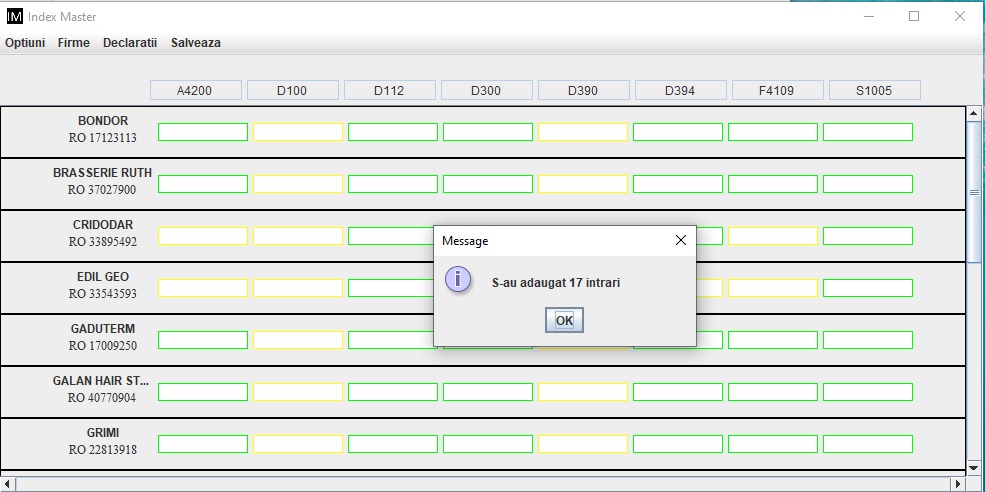 IM Index Master
Optiuni Firme Declaratii Salveaza
A4200 D100 D112 D300 D390 D394 F4109 S1005
BONDOR
RO 17123113
BRASSERIE RUTH
RO 37027900
CRIDODAR
RO 33895492
Message
EDIL GEO
RO 33543593
i
S-au adaugat 17 intrari
OK
GADUTERM
RO 17009250
GALAN HAIR ST...
RO 40770904
GRIMI
RO 22813918